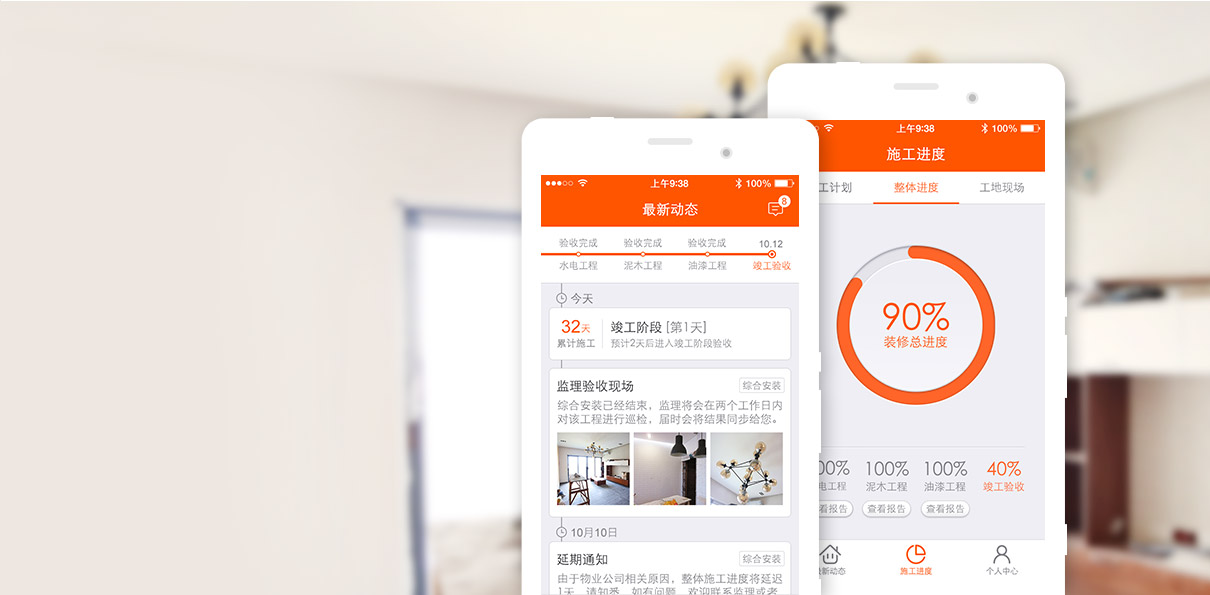 上午9:38
100%
最新动态
8
验收完成
验收完成
验收完成
10.12
水电工程
泥木工程
油漆工程
竣工验收
今天
32天
累计施工
竣工阶段 [第1天]
预计2天后进入竣工阶段验收
监理验收现场
综合安装
综合安装已经结束，监理将会在两个工作日内
对该工程进行巡检，届时会将结果同步给您。
10月10日
延期通知
综合安装
由于物业公司相关原因，整体施工进度将延迟
1天，请知悉，如有问题，欢迎联系监理或者
上午9:38
100%
施工进度
工计划
整体进度
工地现场
90%
装修总进度
00%
100%
100%
40%
电工程
泥木工程
油漆工程
竣工验收
看报告
查看报告
查看报告
最新动态
施工进度
个人中心